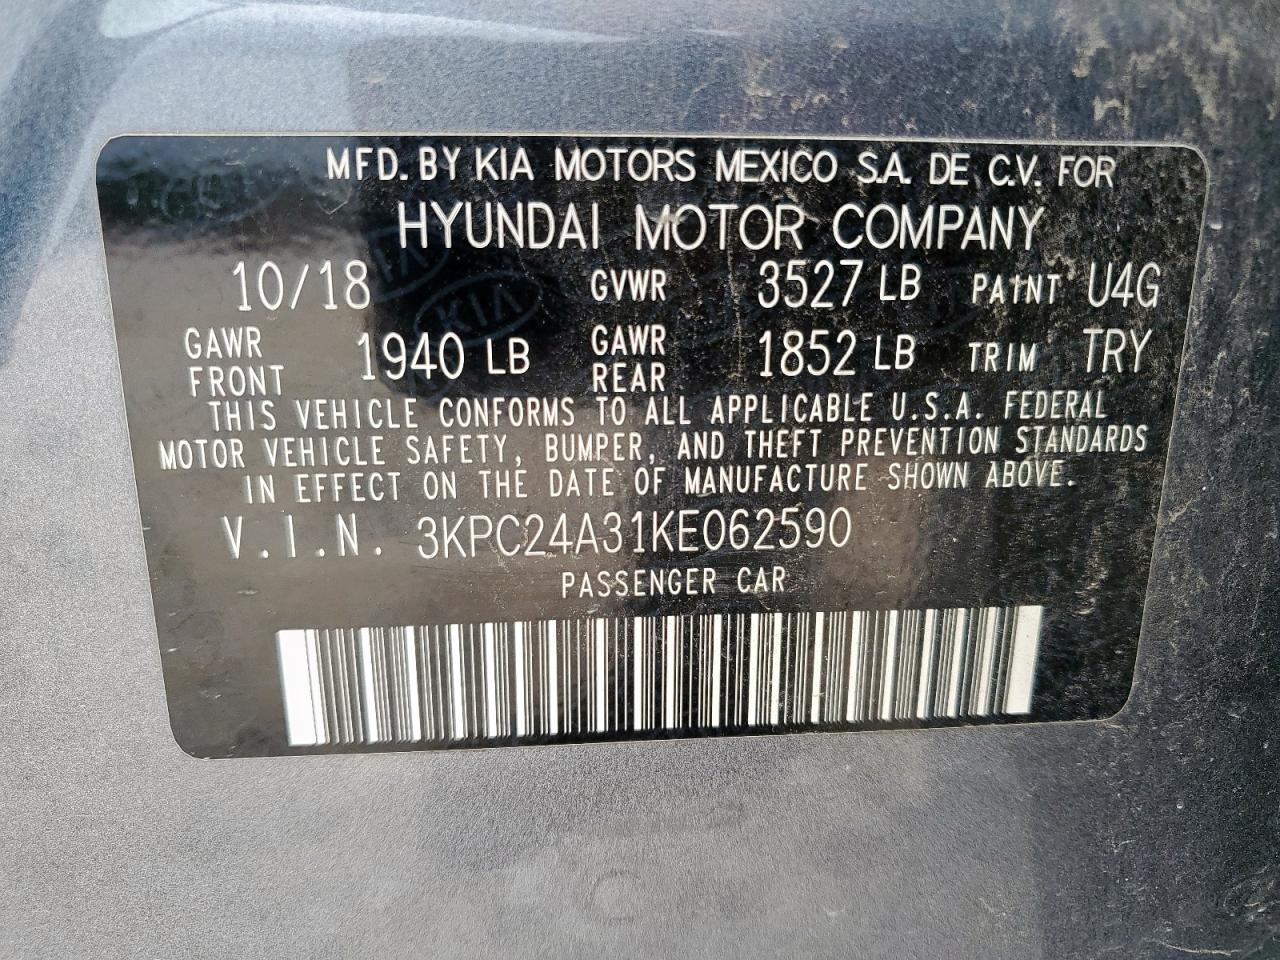 MFD. BY KIA MOTORS MEXICO S.A. DE C.V. FOR
HYUNDAI MOTOR COMPANY
10/18 GVWR 3527 LB PAINT U4G
GAWR FRONT 1940 LB GAWR REAR 1852 LB TRIM TRY
THIS VEHICLE CONFORMS TO ALL APPLICABLE U.S.A. FEDERAL
MOTOR VEHICLE SAFETY, BUMPER, AND THEFT PREVENTION STANDARDS
IN EFFECT ON THE DATE OF MANUFACTURE SHOWN ABOVE.
V.I.N. 3KPC24A31KE062590
PASSENGER CAR
KIA